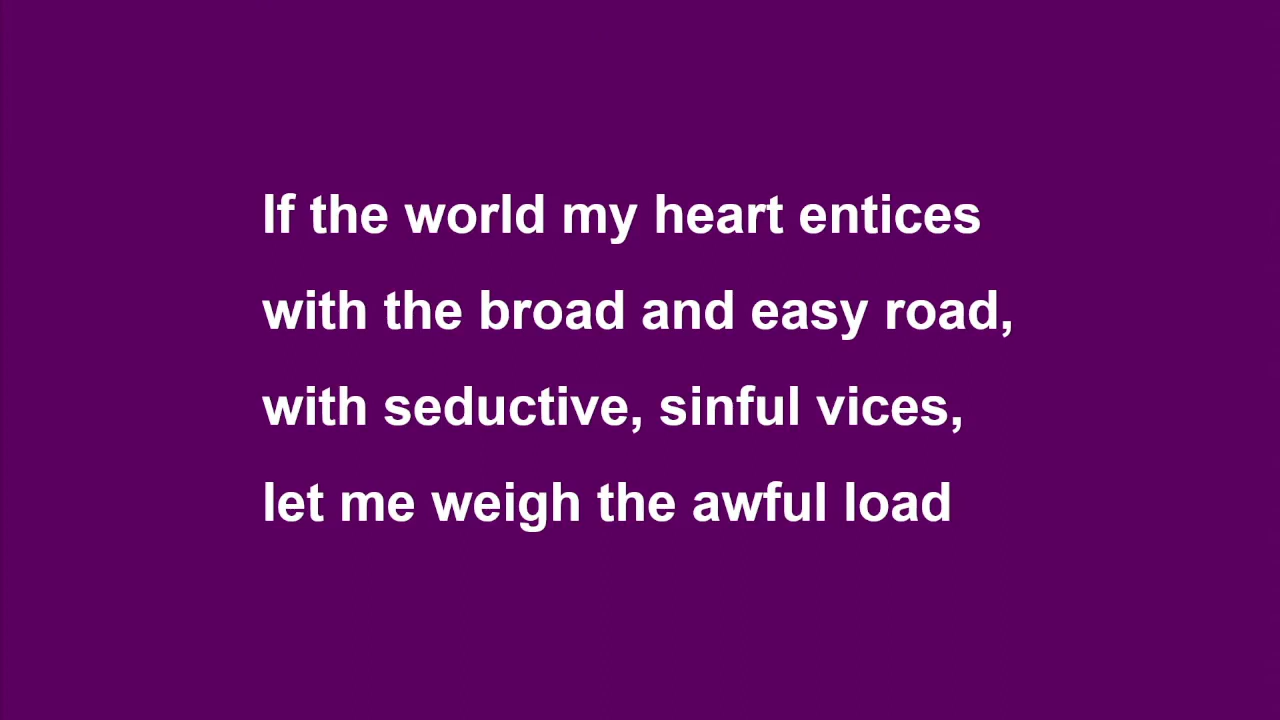 If the world my heart entices
with the broad and easy road,
with seductive, sinful vices,
let me weigh the awful load